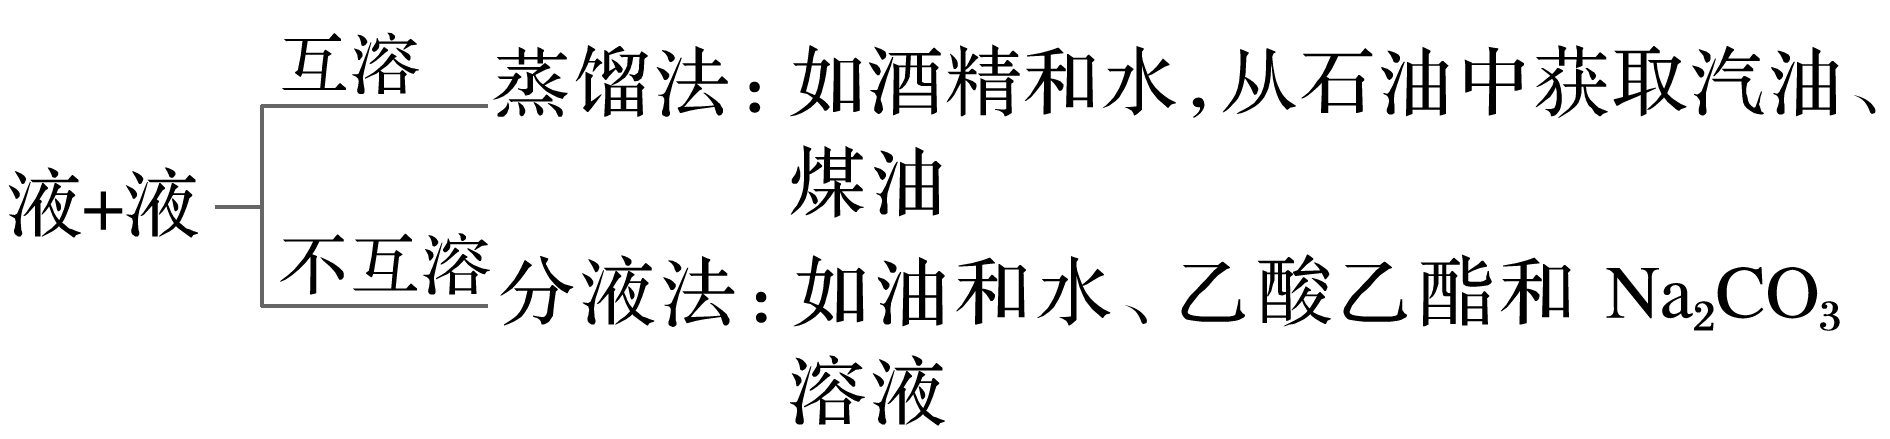 互溶
蒸馏法：如酒精和水，从石油中获取汽油、
煤油
液+液
不互溶
分液法：如油和水、乙酸乙酯和 Na₂CO₃
溶液